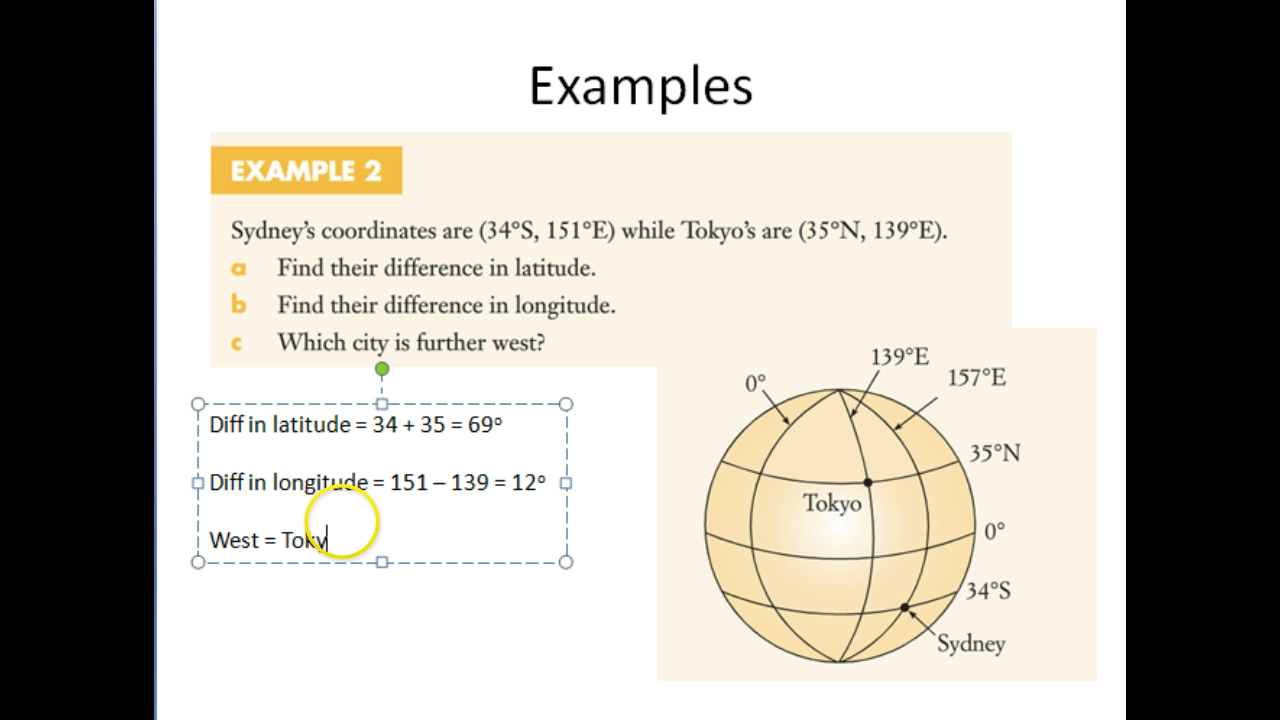 Examples
EXAMPLE 2
Sydney's coordinates are (34°S, 151°E) while Tokyo's are (35°N, 139°E).
a Find their difference in latitude.
b Find their difference in longitude.
c Which city is further west?
Diff in latitude = 34 + 35 = 69°
Diff in longitude = 151 – 139 = 12°
West = Toky
139°E
0°
157°E
35°N
Tokyo
0°
34°S
Sydney